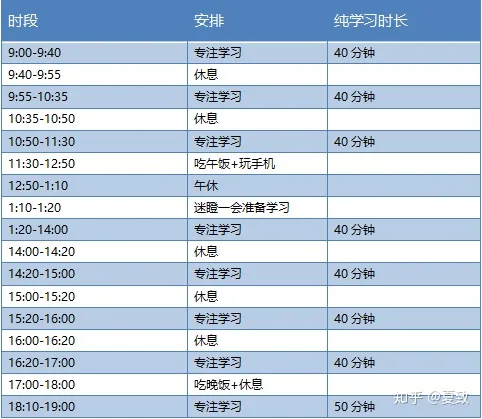 时段 安排 纯学习时长
9:00-9:40 专注学习 40 分钟
9:40-9:55 休息
9:55-10:35 专注学习 40 分钟
10:35-10:50 休息
10:50-11:30 专注学习 40 分钟
11:30-12:50 吃午饭+玩手机
12:50-1:10 午休
1:10-1:20 迷瞪一会准备学习
1:20-14:00 专注学习 40 分钟
14:00-14:20 休息
14:20-15:00 专注学习 40 分钟
15:00-15:20 休息
15:20-16:00 专注学习 40 分钟
16:00-16:20 休息
16:20-17:00 专注学习 40 分钟
17:00-18:00 吃晚饭+休息
18:10-19:00 专注学习 50 分钟
知乎 @夏致